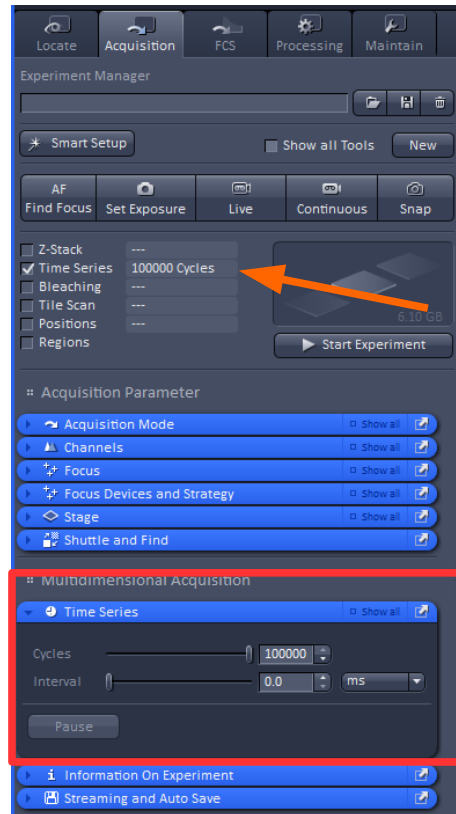 Locate Acquisition FCS Processing Maintain
Experiment Manager
Smart Setup Show all Tools New
AF
Find Focus Set Exposure Live Continuous Snap
Z-Stack ---
Time Series 100000 Cycles
Bleaching ---
Tile Scan ---
Positions ---
Regions
6.10 GB
Start Experiment
Acquisition Parameter
Acquisition Mode Show all
Channels Show all
Focus Show all
Focus Devices and Strategy Show all
Stage Show all
Shuttle and Find
Multidimensional Acquisition
Time Series Show all
Cycles 100000
Interval 0.0 ms
Pause
Information On Experiment
Streaming and Auto Save